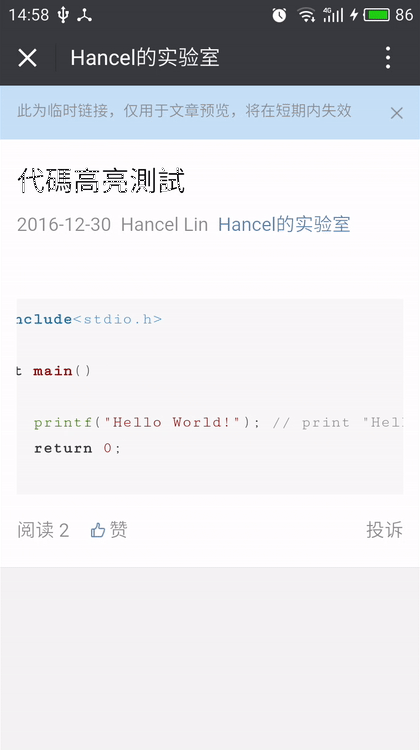 14:58 4G 86
Hancel的实验室
此为临时链接，仅用于文章预览，将在短期内失效
代碼高亮測試
2016-12-30 Hancel Lin Hancel的实验室
nclude<stdio.h>
t main()
printf("Hello World!"); // print "Hel
return 0;
阅读 2 赞 投诉